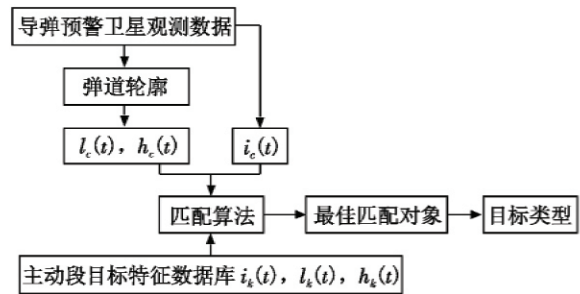 导弹预警卫星观测数据
弹道轮廓
l_c(t)，h_c(t)
i_c(t)
匹配算法
最佳匹配对象
目标类型
主动段目标特征数据库 i_k(t)，l_k(t)，h_k(t)